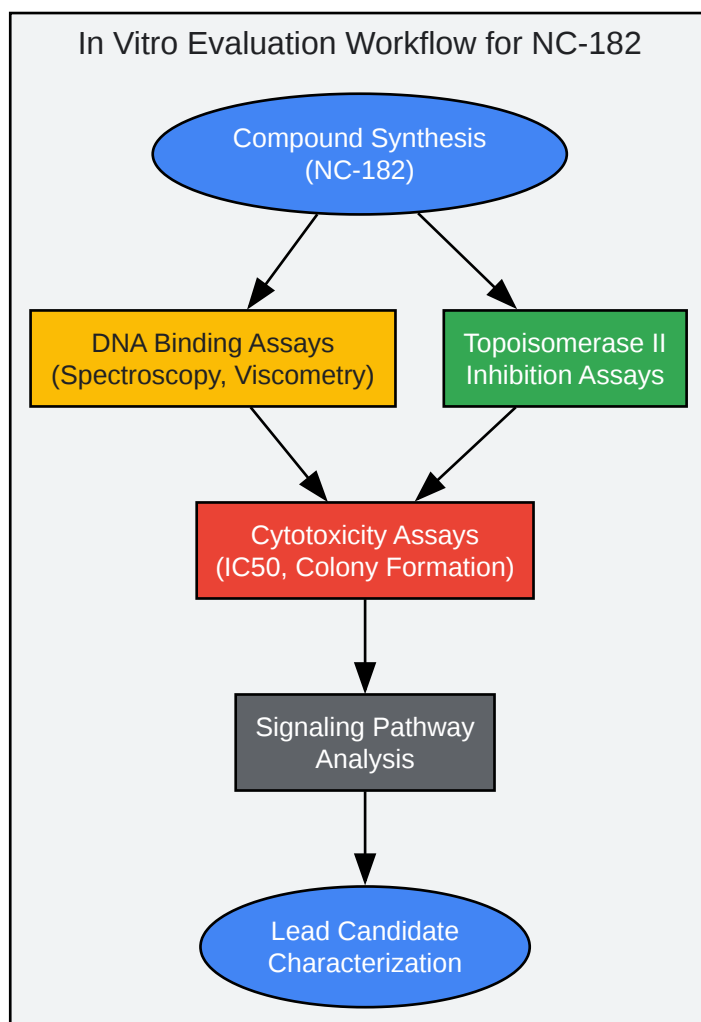 In Vitro Evaluation Workflow for NC-182
Compound Synthesis
(NC-182)
DNA Binding Assays
(Spectroscopy, Viscometry)
Topoisomerase II
Inhibition Assays
Cytotoxicity Assays
(IC50, Colony Formation)
Signaling Pathway
Analysis
Lead Candidate
Characterization